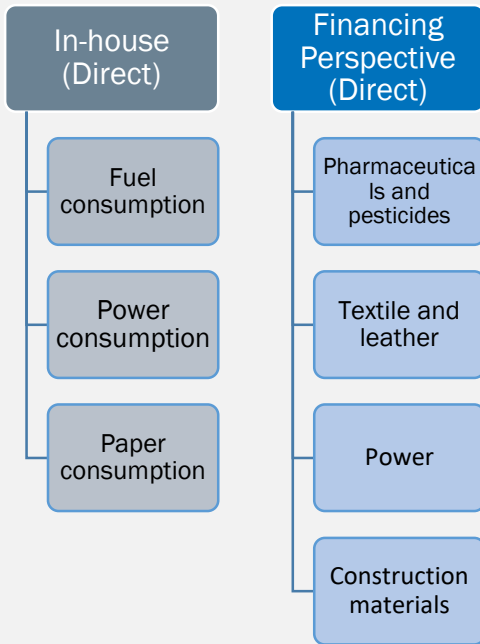 In-house
(Direct)
Fuel
consumption
Power
consumption
Paper
consumption
Financing
Perspective
(Direct)
Pharmaceutica
ls and
pesticides
Textile and
leather
Power
Construction
materials